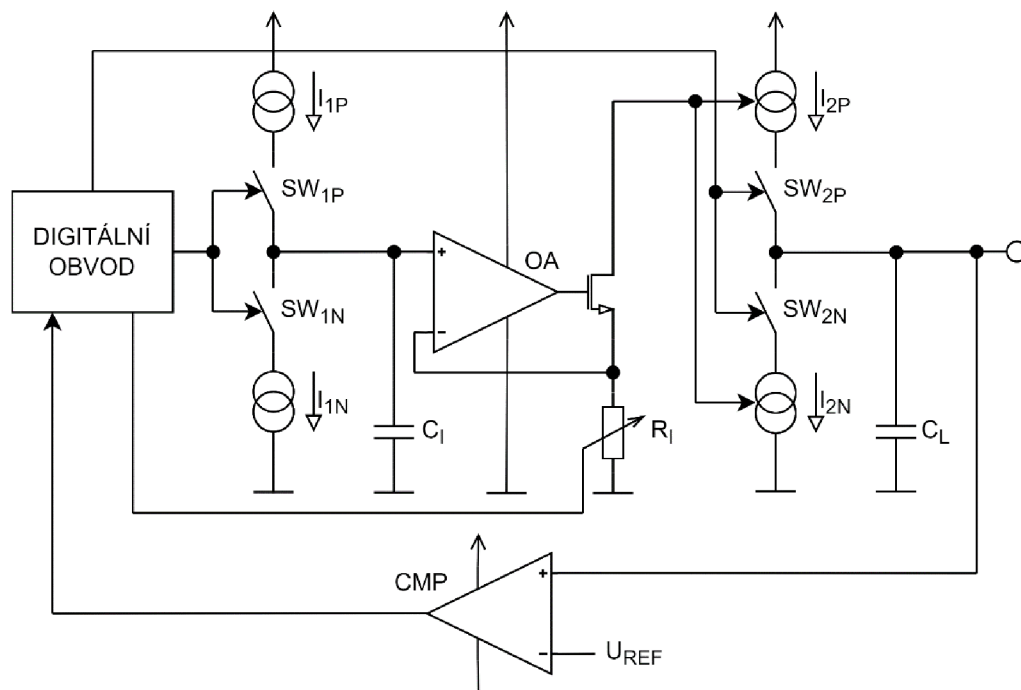 I1P
I2P
SW1P
SW2P
DIGITÁLNÍ
OBVOD
+
OA
SW1N
SW2N
-
I1N
I2N
CI
RI
CL
CMP
+
-
UREF